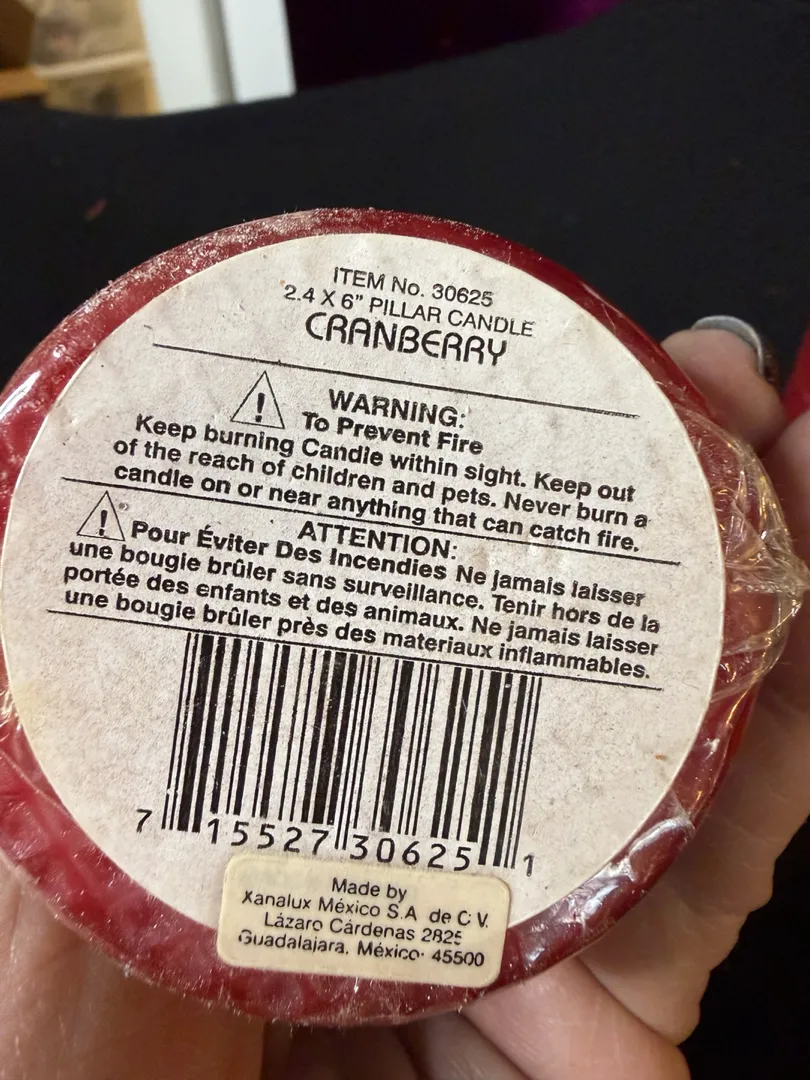 ITEM No. 30625
2.4 X 6" PILLAR CANDLE
CRANBERRY
WARNING:
To Prevent Fire
Keep burning Candle within sight. Keep out
of the reach of children and pets. Never burn a
candle on or near anything that can catch fire.
ATTENTION:
Pour Éviter Des Incendies Ne jamais laisser
une bougie brûler sans surveillance. Tenir hors de la
portée des enfants et des animaux. Ne jamais laisser
une bougie brûler près des materiaux inflammables.
7 15527 30625 1
Made by
Xanalux México S.A de C.V.
Lázaro Cárdenas 2825
Guadalajara, México 45500